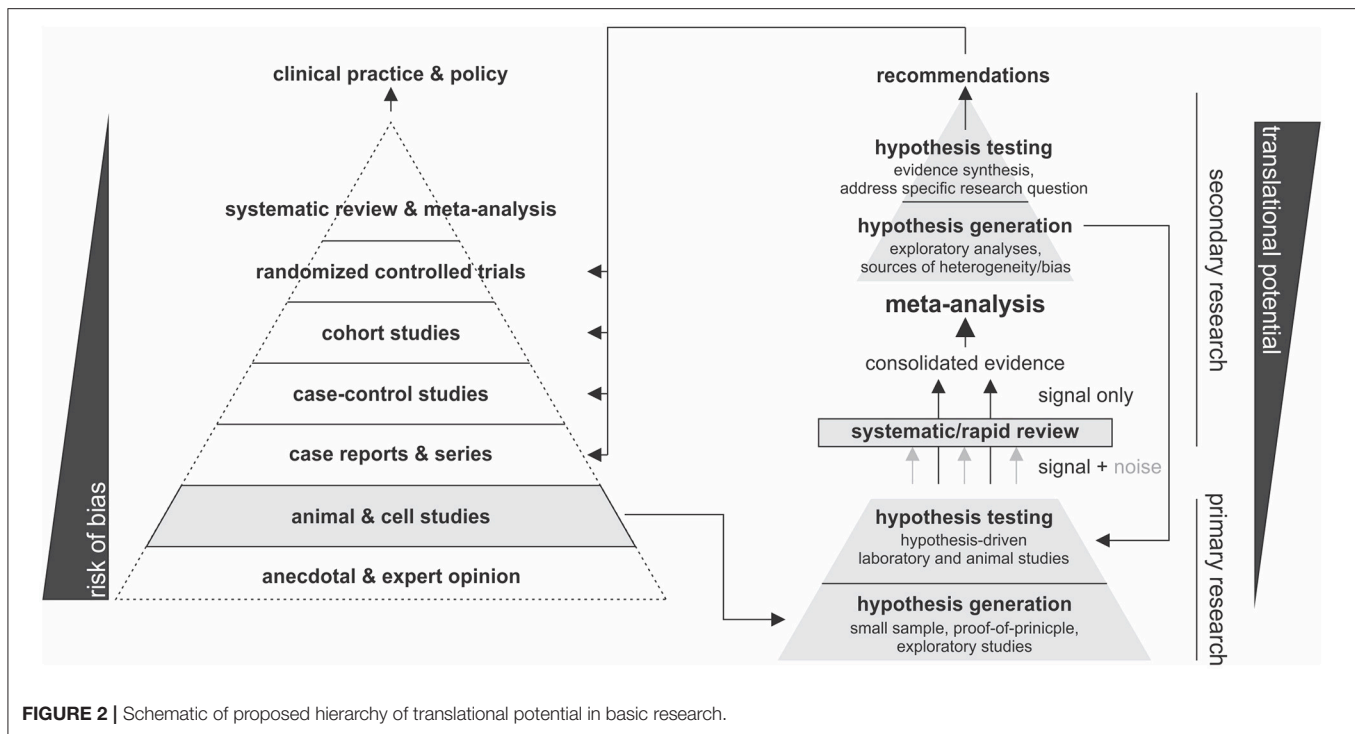 clinical practice & policy
systematic review & meta-analysis
randomized controlled trials
cohort studies
case-control studies
case reports & series
animal & cell studies
anecdotal & expert opinion
risk of bias
recommendations
hypothesis testing
evidence synthesis,
address specific research question
hypothesis generation
exploratory analyses,
sources of heterogeneity/bias
meta-analysis
consolidated evidence
signal only
systematic/rapid review
signal + noise
hypothesis testing
hypothesis-driven
laboratory and animal studies
hypothesis generation
small sample, proof-of-prinicple,
exploratory studies
secondary research
primary research
translational potential
FIGURE 2 | Schematic of proposed hierarchy of translational potential in basic research.